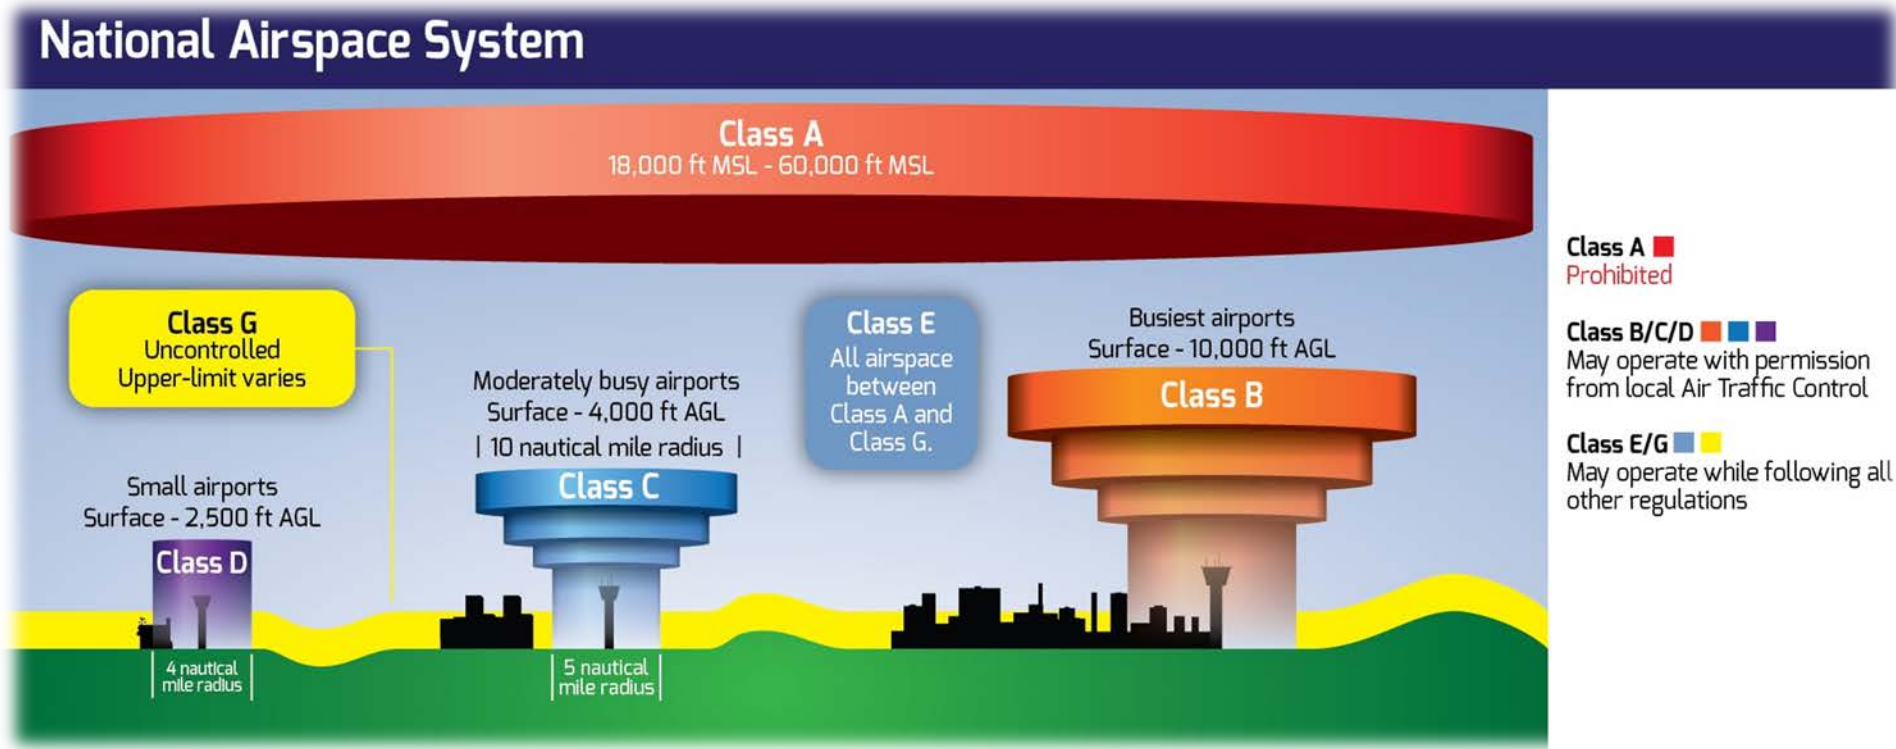 National Airspace System
Class A
18,000 ft MSL - 60,000 ft MSL
Class G
Uncontrolled
Upper-limit varies
Small airports
Surface - 2,500 ft AGL
Class D
4 nautical
mile radius
Moderately busy airports
Surface - 4,000 ft AGL
| 10 nautical mile radius |
Class C
5 nautical
mile radius
Class E
All airspace
between
Class A and
Class G.
Busiest airports
Surface - 10,000 ft AGL
Class B
Class A
Prohibited
Class B/C/D
May operate with permission
from local Air Traffic Control
Class E/G
May operate while following all
other regulations